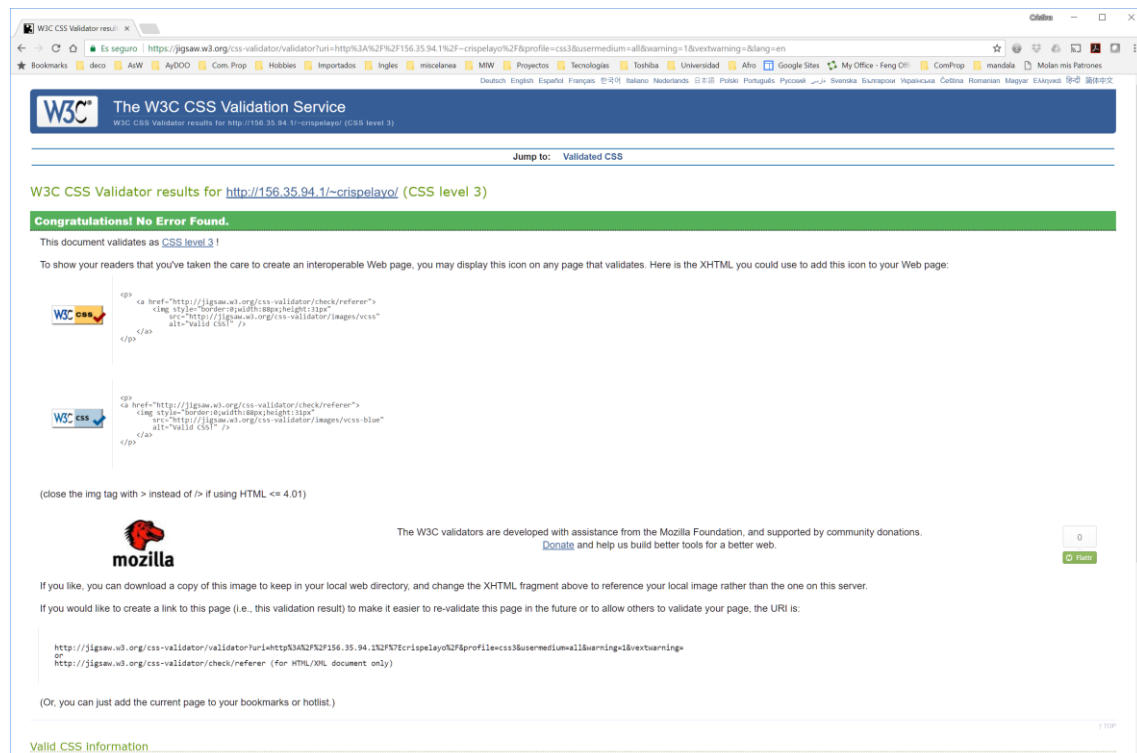 Cristina
W3C CSS Validator resul
Es seguro | https://jigsaw.w3.org/css-validator/validator?uri=http%3A%2F%2F156.35.94.1%2F~crispelayo%2F&profile=css3&usermedium=all&warning=1&vextwarning=&lang=en
Bookmarks deco AsW AyDOO Com. Prop Hobbies Importados Ingles miscelanea MIW Proyectos Tecnologias Toshiba Universidad Afro Google Sites My Office - Feng Offi ComProp mandala Molan mis Patrones
Deutsch English Español Français 한국어 Italiano Nederlands 日本語 Polski Português Русский فارسی Svenska Български Українська Čeština Romanian Magyar Ελληνικά हिन्दी 简体中文
W3C®
The W3C CSS Validation Service
W3C CSS Validator results for http://156.35.94.1/~crispelayo/ (CSS level 3)
Jump to: Validated CSS
W3C CSS Validator results for http://156.35.94.1/~crispelayo/ (CSS level 3)
Congratulations! No Error Found.
This document validates as CSS level 3 !
To show your readers that you've taken the care to create an interoperable Web page, you may display this icon on any page that validates. Here is the XHTML you could use to add this icon to your Web page:
W3C css
<p>
<a href="http://jigsaw.w3.org/css-validator/check/referer">
<img style="border:0;width:88px;height:31px"
src="http://jigsaw.w3.org/css-validator/images/vcss"
alt="Valid CSS!" />
</a>
</p>
W3C css
<p>
<a href="http://jigsaw.w3.org/css-validator/check/referer">
<img style="border:0;width:88px;height:31px"
src="http://jigsaw.w3.org/css-validator/images/vcss-blue"
alt="Valid CSS!" />
</a>
</p>
(close the img tag with > instead of /> if using HTML <= 4.01)
mozilla
The W3C validators are developed with assistance from the Mozilla Foundation, and supported by community donations.
Donate and help us build better tools for a better web.
0
Flattr
If you like, you can download a copy of this image to keep in your local web directory, and change the XHTML fragment above to reference your local image rather than the one on this server.
If you would like to create a link to this page (i.e., this validation result) to make it easier to re-validate this page in the future or to allow others to validate your page, the URI is:
http://jigsaw.w3.org/css-validator/validator?uri=http%3A%2F%2F156.35.94.1%2F%7Ecrispelayo%2F&profile=css3&usermedium=all&warning=1&vextwarning=
or
http://jigsaw.w3.org/css-validator/check/referer (for HTML/XML document only)
(Or, you can just add the current page to your bookmarks or hotlist.)
↑ TOP
Valid CSS information